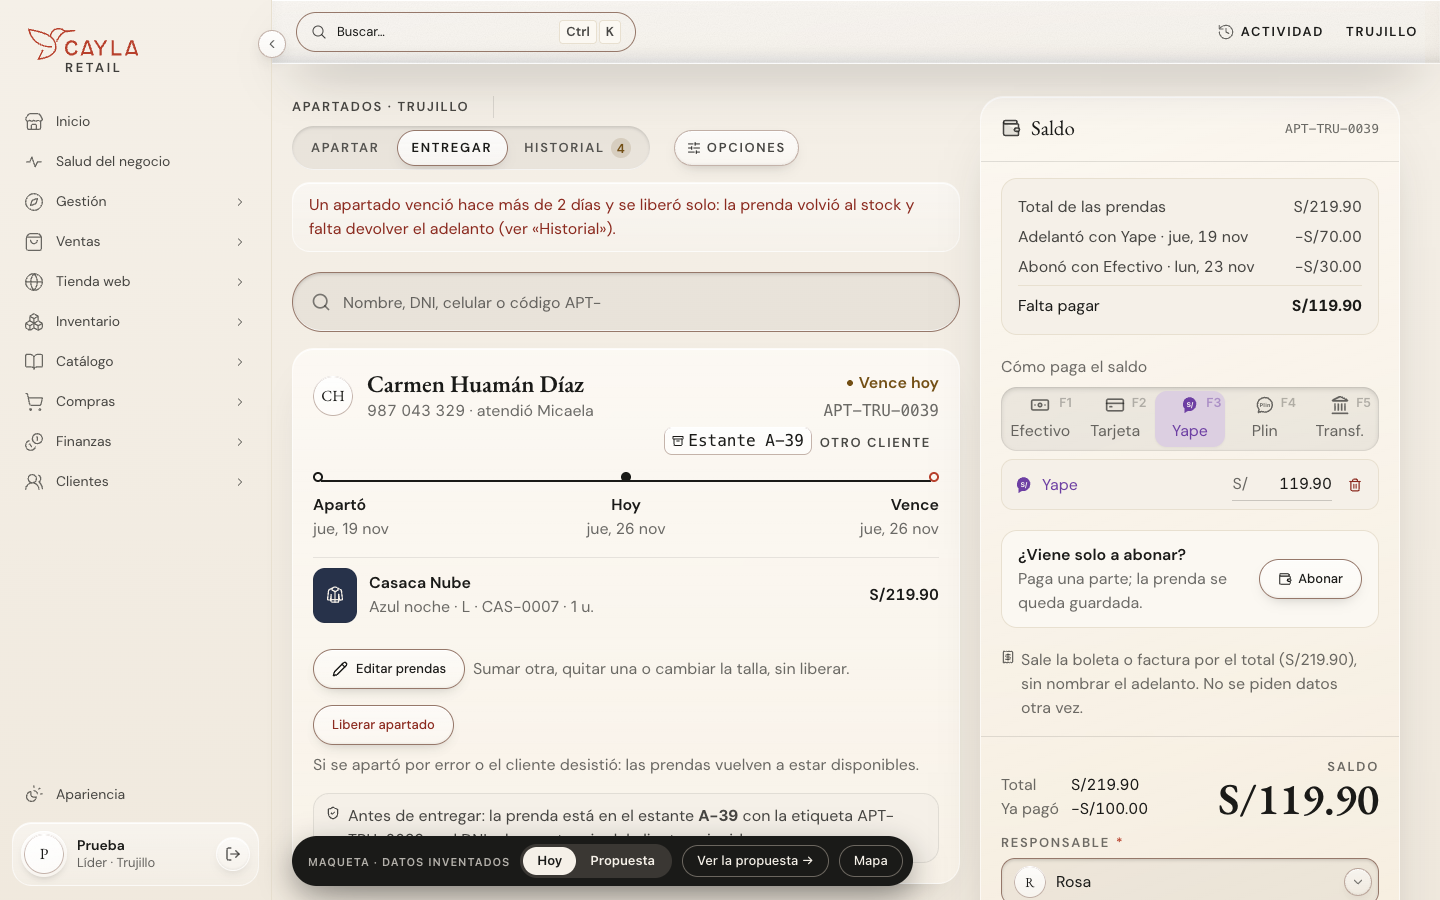 CAYLA
RETAIL
Inicio
Salud del negocio
Gestión
Ventas
Tienda web
Inventario
Catálogo
Compras
Finanzas
Clientes
Apariencia
P
Prueba
Líder · Trujillo
Buscar...
Ctrl K
ACTIVIDAD
TRUJILLO
APARTADOS · TRUJILLO
APARTAR
ENTREGAR
HISTORIAL 4
OPCIONES
Un apartado venció hace más de 2 días y se liberó solo: la prenda volvió al stock y
falta devolver el adelanto (ver «Historial»).
Nombre, DNI, celular o código APT-
CH
Carmen Huamán Díaz
987 043 329 · atendió Micaela
• Vence hoy
APT-TRU-0039
Estante A-39
OTRO CLIENTE
Apartó
jue, 19 nov
Hoy
jue, 26 nov
Vence
jue, 26 nov
Casaca Nube
Azul noche · L · CAS-0007 · 1 u.
S/219.90
Editar prendas
Sumar otra, quitar una o cambiar la talla, sin liberar.
Liberar apartado
Si se apartó por error o el cliente desistió: las prendas vuelven a estar disponibles.
Antes de entregar: la prenda está en el estante A-39 con la etiqueta APT-
MAQUETA · DATOS INVENTADOS
Hoy
Propuesta
Ver la propuesta →
Mapa
Saldo
APT-TRU-0039
Total de las prendas S/219.90
Adelantó con Yape · jue, 19 nov −S/70.00
Abonó con Efectivo · lun, 23 nov −S/30.00
Falta pagar S/119.90
Cómo paga el saldo
F1 Efectivo
F2 Tarjeta
S/ F3 Yape
Plin F4 Plin
F5 Transf.
S/ Yape S/ 119.90
¿Viene solo a abonar?
Paga una parte; la prenda se
queda guardada.
Abonar
Sale la boleta o factura por el total (S/219.90),
sin nombrar el adelanto. No se piden datos
otra vez.
Total S/219.90
Ya pagó −S/100.00
SALDO
S/119.90
RESPONSABLE *
R
Rosa